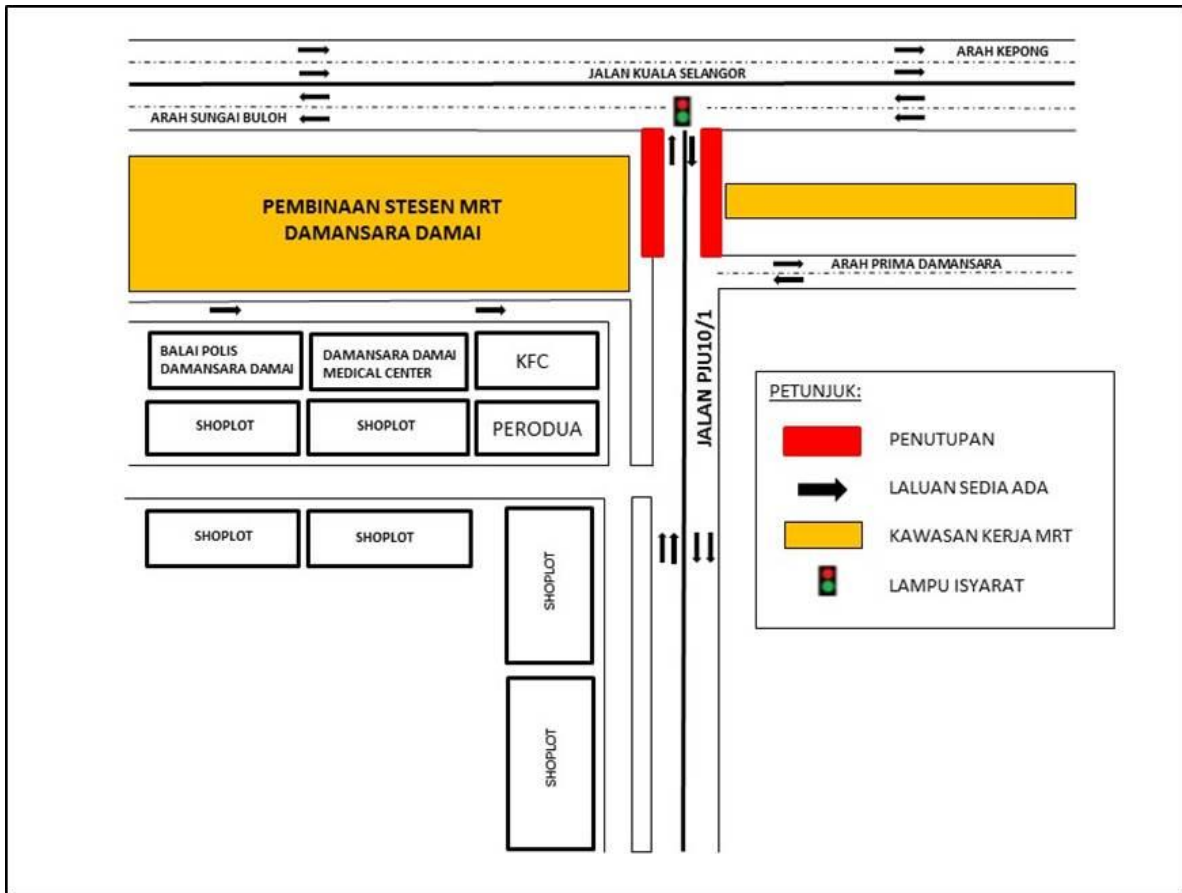 ARAH KEPONG
JALAN KUALA SELANGOR
ARAH SUNGAI BULOH
PEMBINAAN STESEN MRT
DAMANSARA DAMAI
ARAH PRIMA DAMANSARA
JALAN PJU10/1
BALAI POLIS
DAMANSARA DAMAI
DAMANSARA DAMAI
MEDICAL CENTER
KFC
SHOPLOT
SHOPLOT
PERODUA
SHOPLOT
SHOPLOT
SHOPLOT
SHOPLOT
PETUNJUK:
PENUTUPAN
LALUAN SEDIA ADA
KAWASAN KERJA MRT
LAMPU ISYARAT